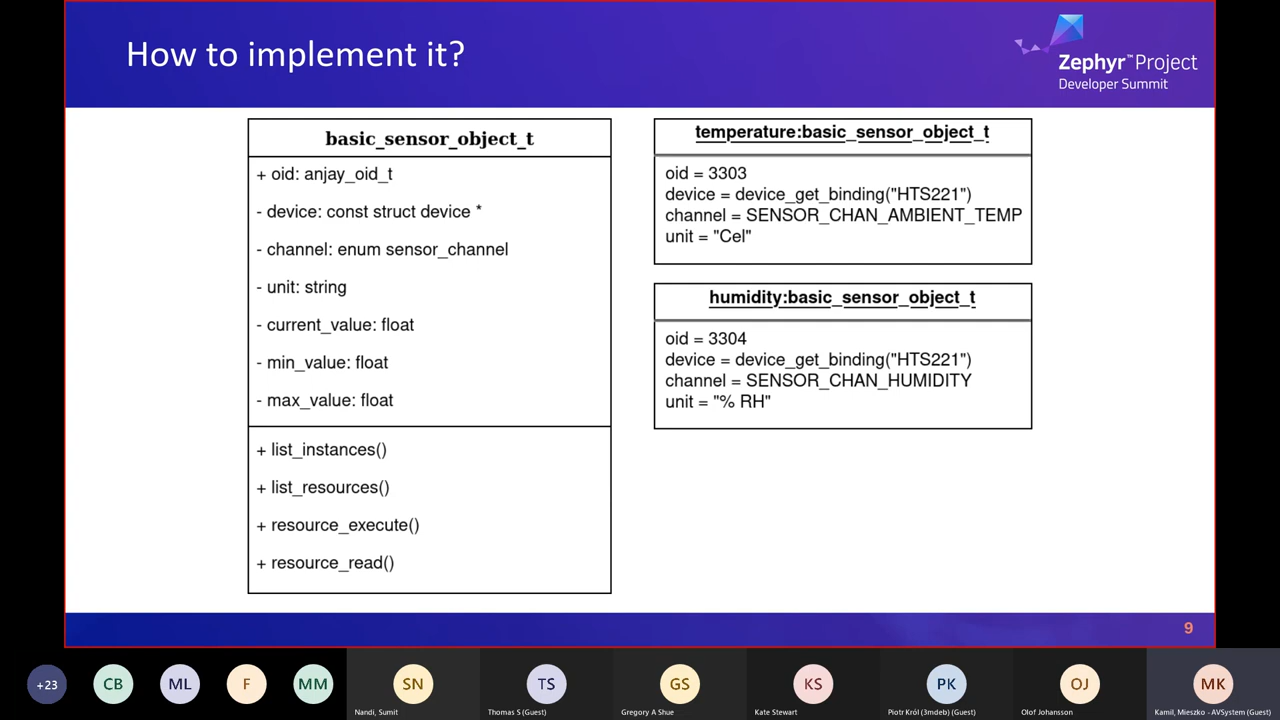 How to implement it?
Zephyr™Project
Developer Summit
basic_sensor_object_t
+ oid: anjay_oid_t
- device: const struct device *
- channel: enum sensor_channel
- unit: string
- current_value: float
- min_value: float
- max_value: float
+ list_instances()
+ list_resources()
+ resource_execute()
+ resource_read()
temperature:basic_sensor_object_t
oid = 3303
device = device_get_binding("HTS221")
channel = SENSOR_CHAN_AMBIENT_TEMP
unit = "Cel"
humidity:basic_sensor_object_t
oid = 3304
device = device_get_binding("HTS221")
channel = SENSOR_CHAN_HUMIDITY
unit = "% RH"
9
+23
CB
ML
F
MM
SN
TS
GS
KS
PK
OJ
MK
Nandi, Sumit
Thomas S (Guest)
Gregory A Shue
Kate Stewart
Piotr Król (3mdeb) (Guest)
Olof Johansson
Kamil, Mieszko - AVSystem (Guest)